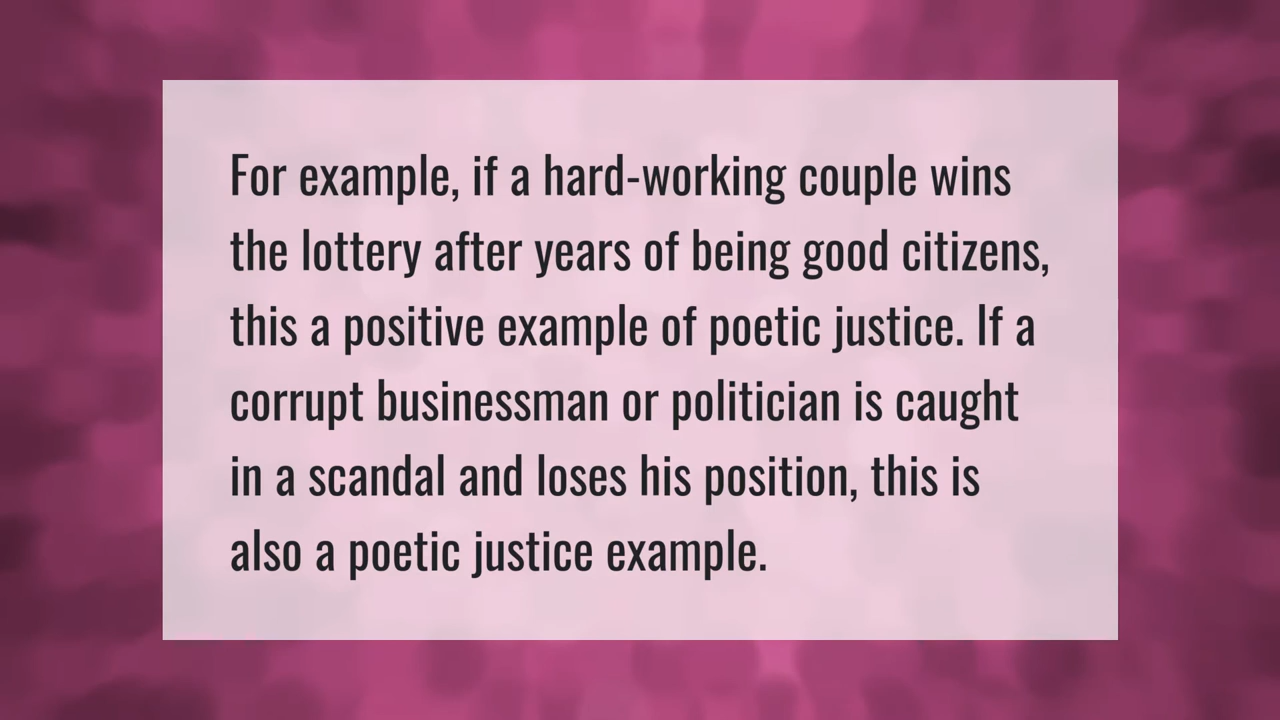 For example, if a hard-working couple wins
the lottery after years of being good citizens,
this a positive example of poetic justice. If a
corrupt businessman or politician is caught
in a scandal and loses his position, this is
also a poetic justice example.